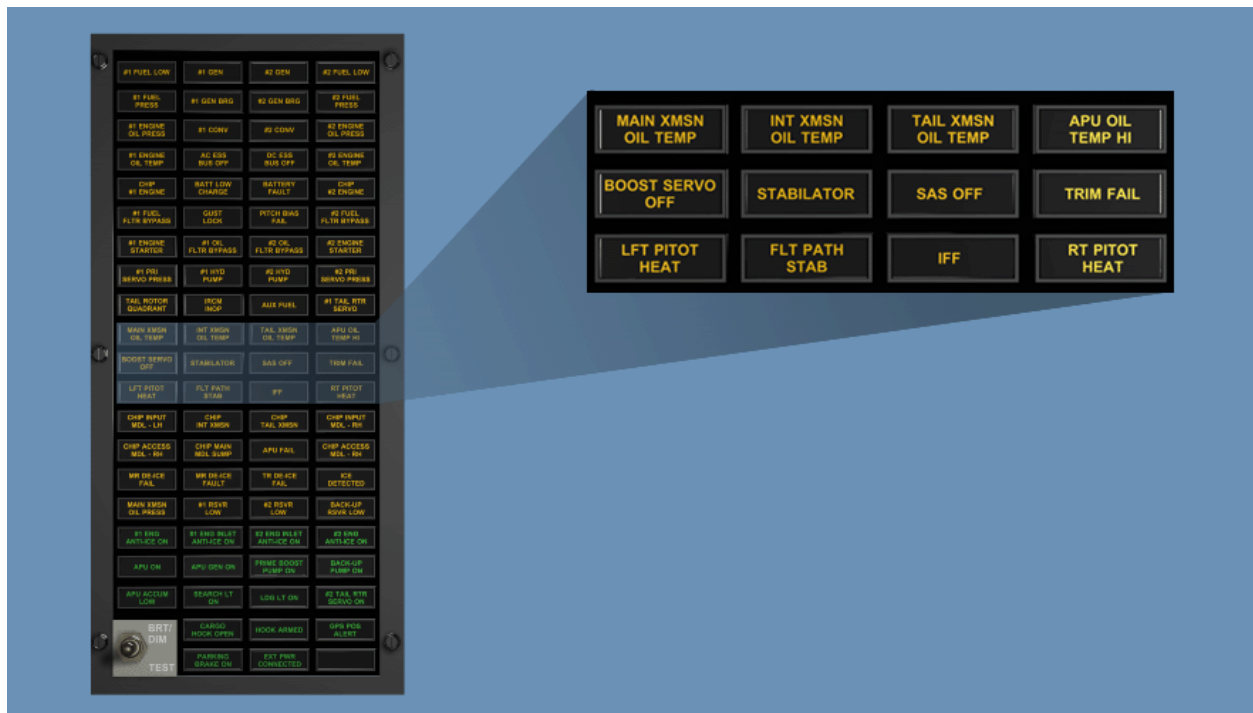 #1 FUEL LOW #1 GEN #2 GEN #2 FUEL LOW
#1 FUEL PRESS #1 GEN BRG #2 GEN BRG #2 FUEL PRESS
#1 ENGINE OIL PRESS #1 CONV #2 CONV #2 ENGINE OIL PRESS
#1 ENGINE OIL TEMP AC ESS BUS OFF DC ESS BUS OFF #2 ENGINE OIL TEMP
CHIP #1 ENGINE BATT LOW CHARGE BATTERY FAULT CHIP #2 ENGINE
#1 FUEL FLTR BYPASS GUST LOCK PITCH BIAS FAIL #2 FUEL FLTR BYPASS
#1 ENGINE STARTER #1 OIL FLTR BYPASS #2 OIL FLTR BYPASS #2 ENGINE STARTER
#1 PRI SERVO PRESS #1 HYD PUMP #2 HYD PUMP #2 PRI SERVO PRESS
TAIL ROTOR QUADRANT IRCM INOP AUX FUEL #1 TAIL RTR SERVO
MAIN XMSN OIL TEMP INT XMSN OIL TEMP TAIL XMSN OIL TEMP APU OIL TEMP HI
BOOST SERVO OFF STABILATOR SAS OFF TRIM FAIL
LFT PITOT HEAT FLT PATH STAB IFF RT PITOT HEAT
CHIP INPUT MDL - LH CHIP INT XMSN CHIP TAIL XMSN CHIP INPUT MDL - RH
CHIP ACCESS MDL - RH CHIP MAIN MDL SUMP APU FAIL CHIP ACCESS MDL - RH
MR DE-ICE FAIL MR DE-ICE FAULT TR DE-ICE FAIL ICE DETECTED
MAIN XMSN OIL PRESS #1 RSVR LOW #2 RSVR LOW BACK-UP RSVR LOW
#1 ENG ANTI-ICE ON #1 ENG INLET ANTI-ICE ON #2 ENG INLET ANTI-ICE ON #2 ENG ANTI-ICE ON
APU ON APU GEN ON PRIME BOOST PUMP ON BACK-UP PUMP ON
APU ACCUM LOW SEARCH LT ON LDG LT ON #2 TAIL RTR SERVO ON
BRT/ DIM CARGO HOOK OPEN HOOK ARMED GPS POS ALERT
TEST PARKING BRAKE ON EXT PWR CONNECTED
MAIN XMSN OIL TEMP INT XMSN OIL TEMP TAIL XMSN OIL TEMP APU OIL TEMP HI
BOOST SERVO OFF STABILATOR SAS OFF TRIM FAIL
LFT PITOT HEAT FLT PATH STAB IFF RT PITOT HEAT